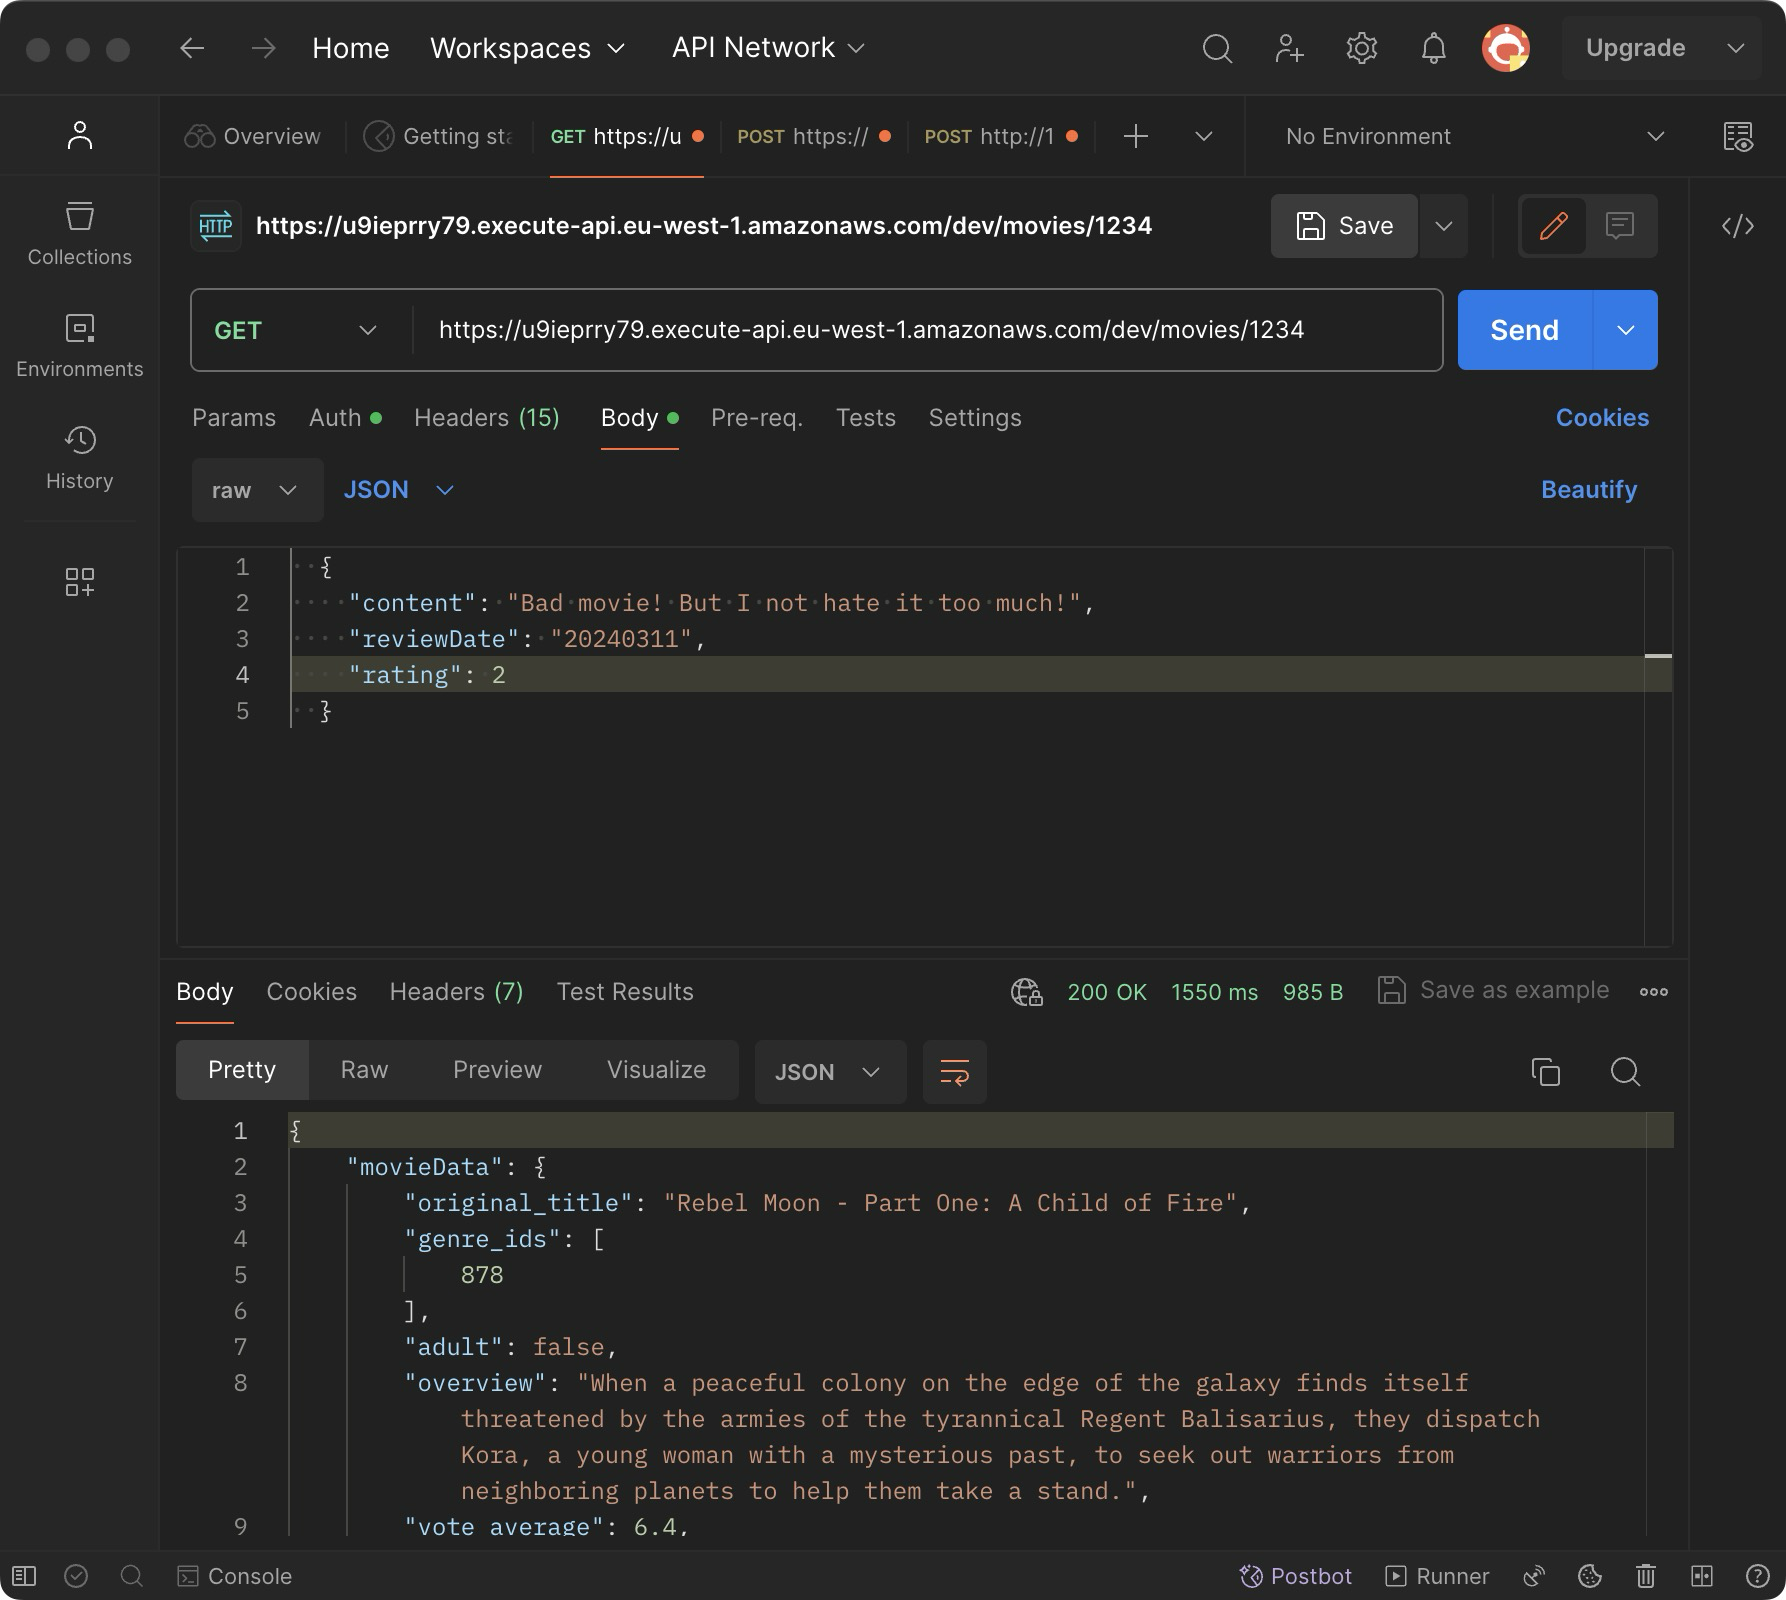 Home Workspaces API Network Upgrade
Overview Getting sta GET https://u POST https:// POST http://1 No Environment
HTTP https://u9ieprry79.execute-api.eu-west-1.amazonaws.com/dev/movies/1234 Save
Collections
Environments
History
GET https://u9ieprry79.execute-api.eu-west-1.amazonaws.com/dev/movies/1234 Send
Params Auth Headers (15) Body Pre-req. Tests Settings Cookies
raw JSON Beautify
1 {
2 "content": "Bad movie! But I not hate it too much!",
3 "reviewDate": "20240311",
4 "rating": 2
5 }
Body Cookies Headers (7) Test Results 200 OK 1550 ms 985 B Save as example
Pretty Raw Preview Visualize JSON
1 {
2 "movieData": {
3 "original_title": "Rebel Moon - Part One: A Child of Fire",
4 "genre_ids": [
5 878
6 ],
7 "adult": false,
8 "overview": "When a peaceful colony on the edge of the galaxy finds itself
threatened by the armies of the tyrannical Regent Balisarius, they dispatch
Kora, a young woman with a mysterious past, to seek out warriors from
neighboring planets to help them take a stand.",
9 "vote_average": 6.4,
Console Postbot Runner